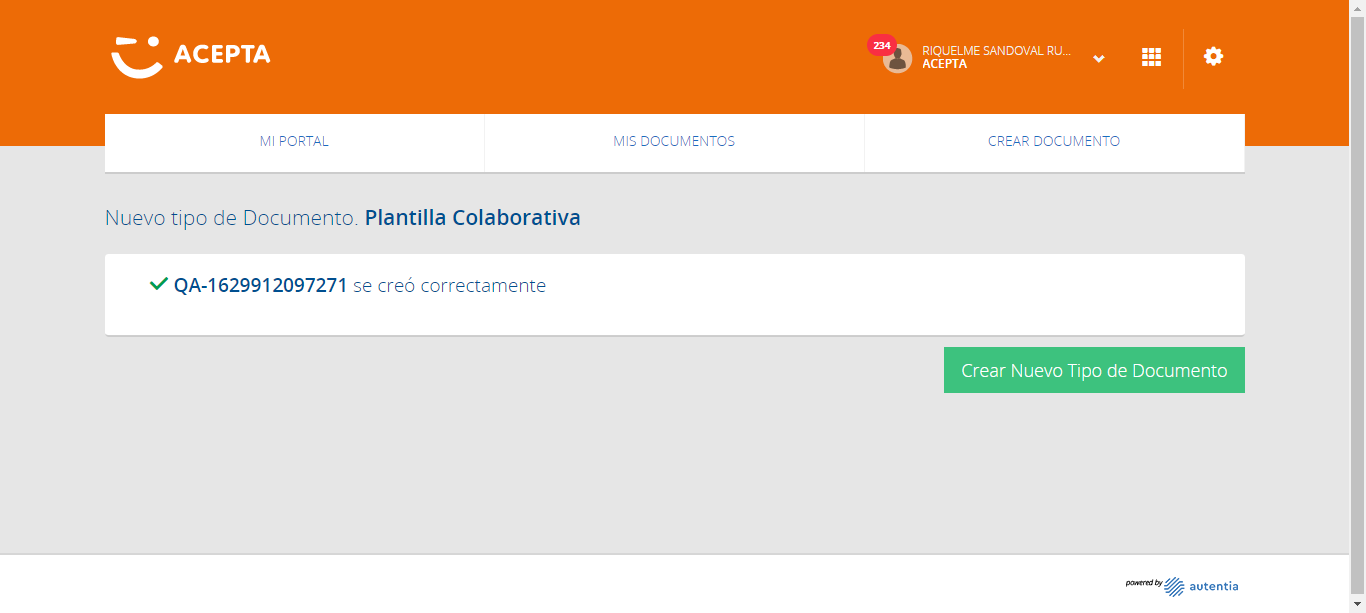 ACEPTA
234
RIQUELME SANDOVAL RU...
ACEPTA
MI PORTAL
MIS DOCUMENTOS
CREAR DOCUMENTO
Nuevo tipo de Documento. Plantilla Colaborativa
QA-1629912097271 se creó correctamente
Crear Nuevo Tipo de Documento
powered by autentia